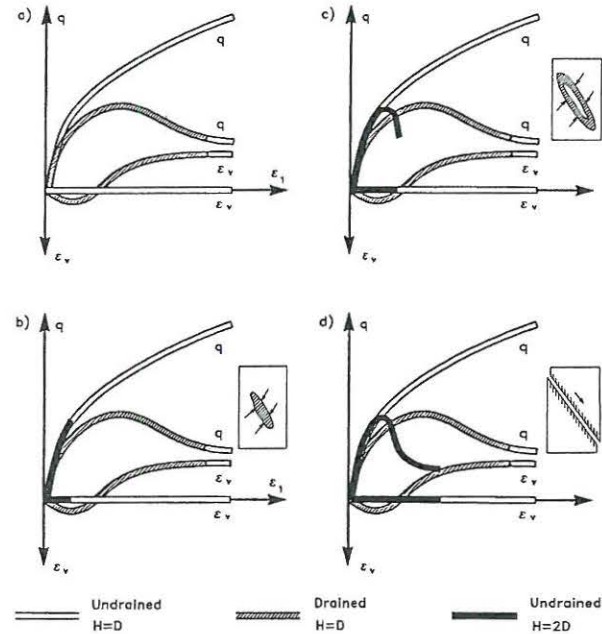 a) q
q
q
εv
ε1
εv
εv
c) q
q
q
εv
εv
εv
b) q
q
q
εv
ε1
εv
εv
d) q
q
q
εv
εv
εv
Undrained
H=D
Drained
H=D
Undrained
H=2D